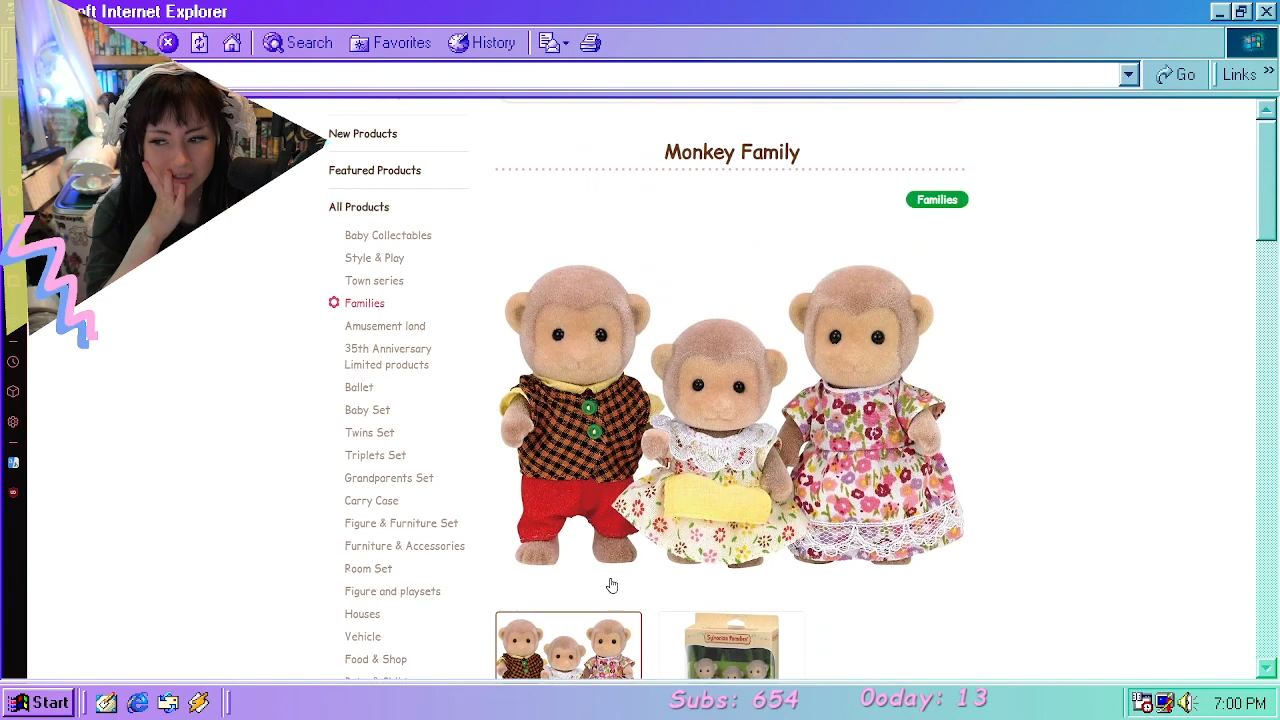 oft Internet Explorer
Search
Favorites
History
Go
Links »
New Products
Featured Products
All Products
Baby Collectables
Style & Play
Town series
Families
Amusement land
35th Anniversary
Limited products
Ballet
Baby Set
Twins Set
Triplets Set
Grandparents Set
Carry Case
Figure & Furniture Set
Furniture & Accessories
Room Set
Figure and playsets
Houses
Vehicle
Food & Shop
Monkey Family
Families
Sylvanian Families
Start
Subs: 654
Ooday: 13
7:00 PM